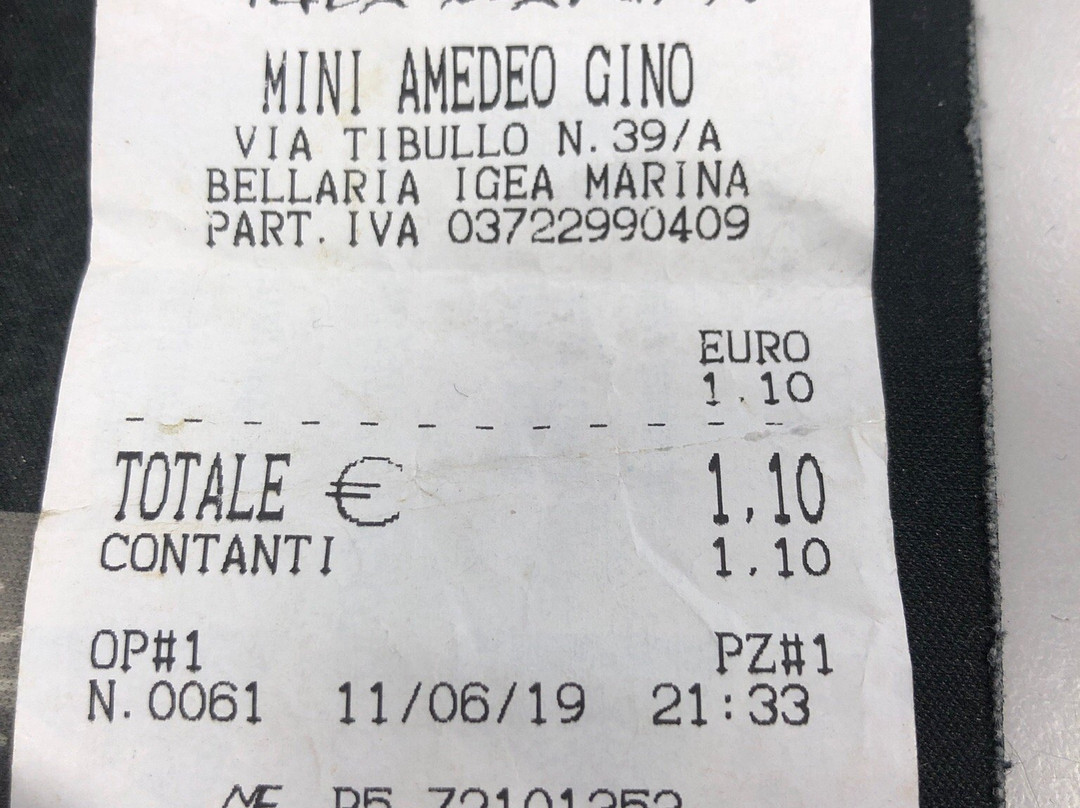 MINI AMEDEO GINO
VIA TIBULLO N.39/A
BELLARIA IGEA MARINA
PART.IVA 03722990409
EURO
1.10
- - - - - - - - - - - -
TOTALE € 1,10
CONTANTI 1.10
OP#1 PZ#1
N.0061 11/06/19 21:33